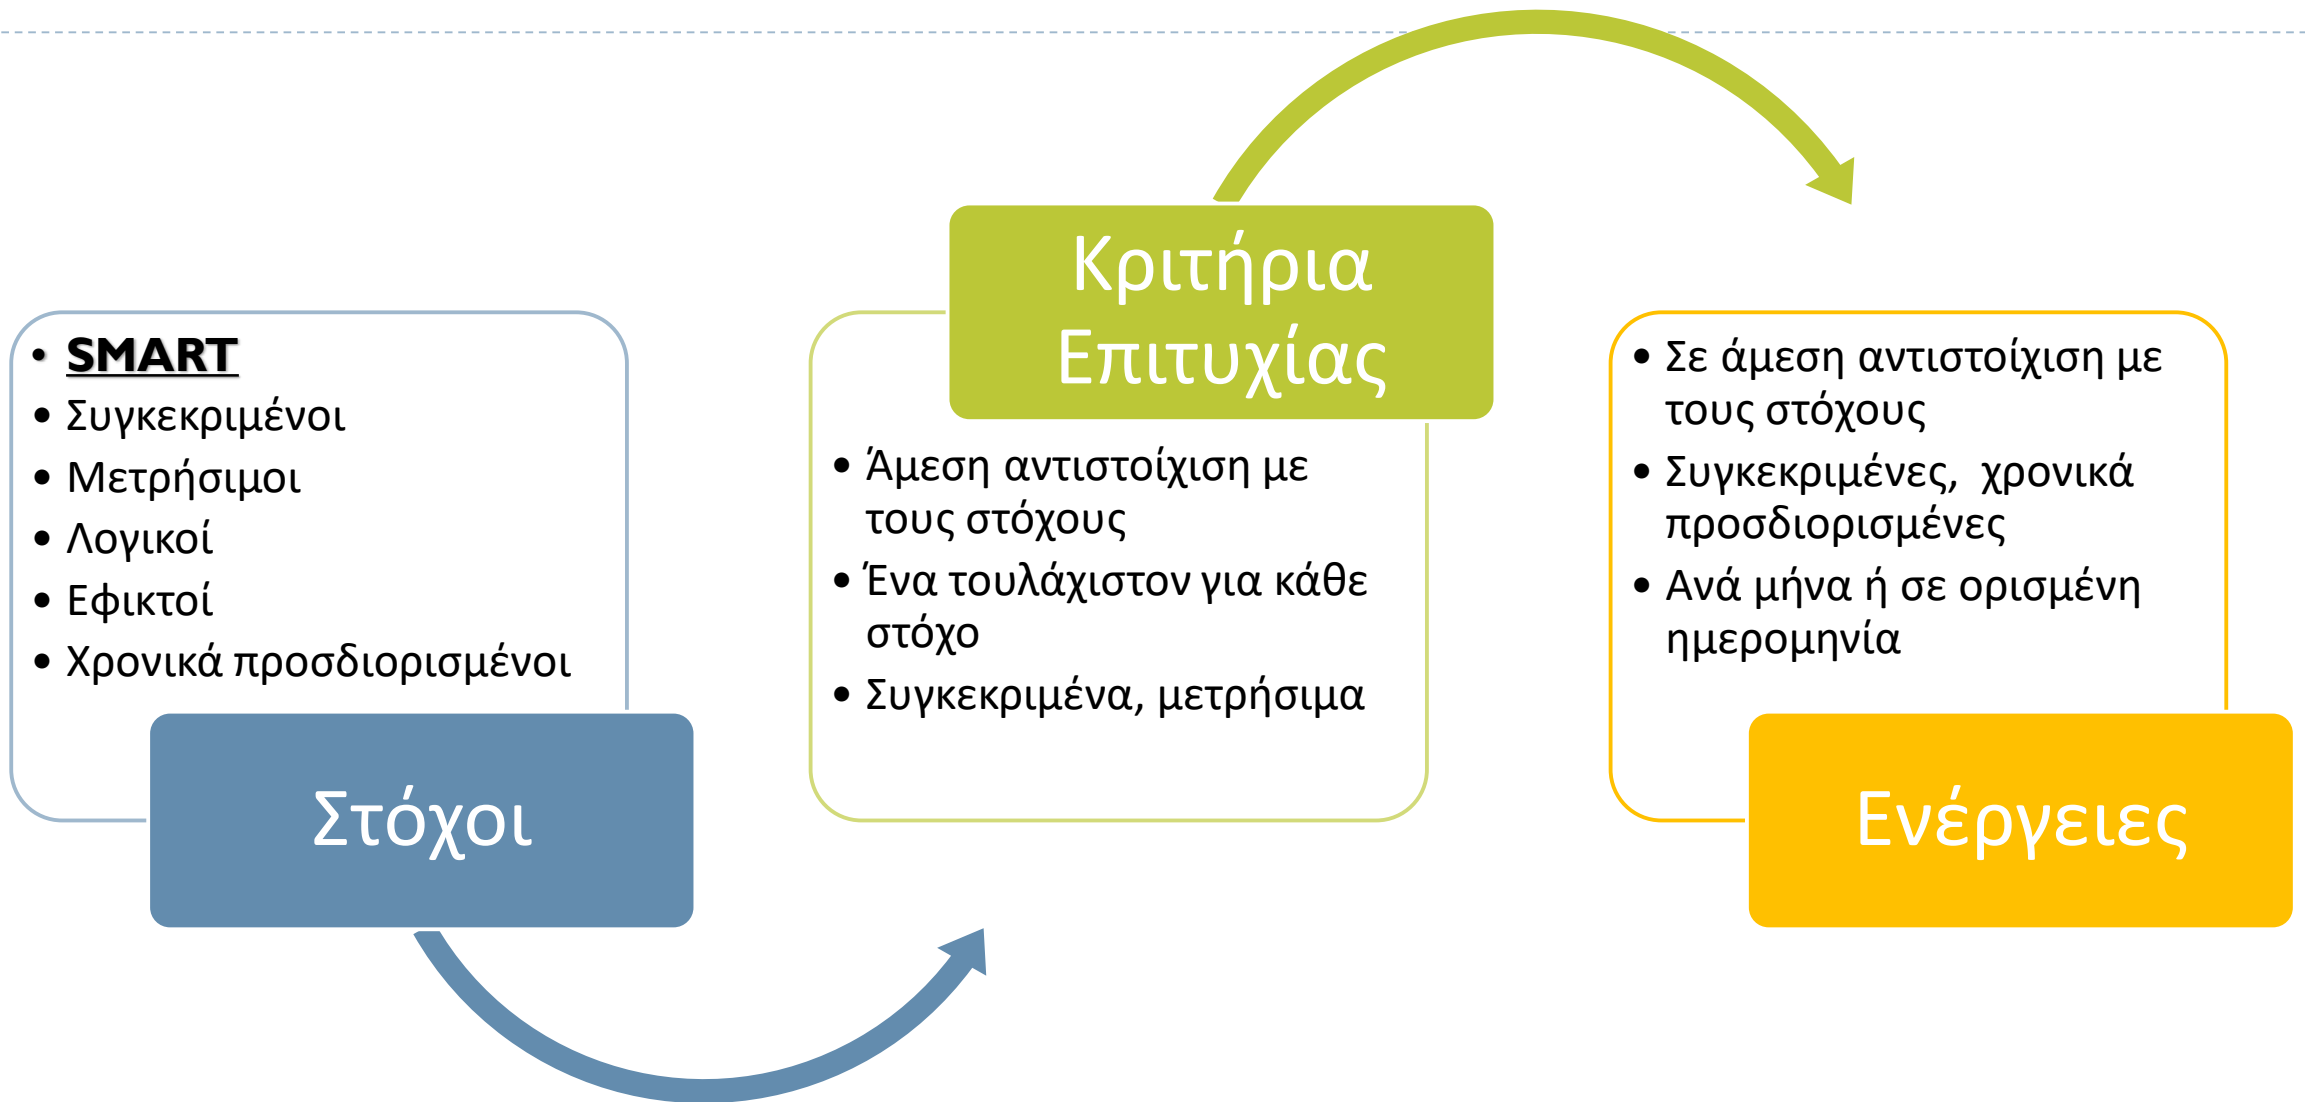 • SMART
• Συγκεκριμένοι
• Μετρήσιμοι
• Λογικοί
• Εφικτοί
• Χρονικά προσδιορισμένοι
Στόχοι
Κριτήρια
Επιτυχίας
• Άμεση αντιστοίχιση με
τους στόχους
• Ένα τουλάχιστον για κάθε
στόχο
• Συγκεκριμένα, μετρήσιμα
• Σε άμεση αντιστοίχιση με
τους στόχους
• Συγκεκριμένες, χρονικά
προσδιορισμένες
• Ανά μήνα ή σε ορισμένη
ημερομηνία
Ενέργειες